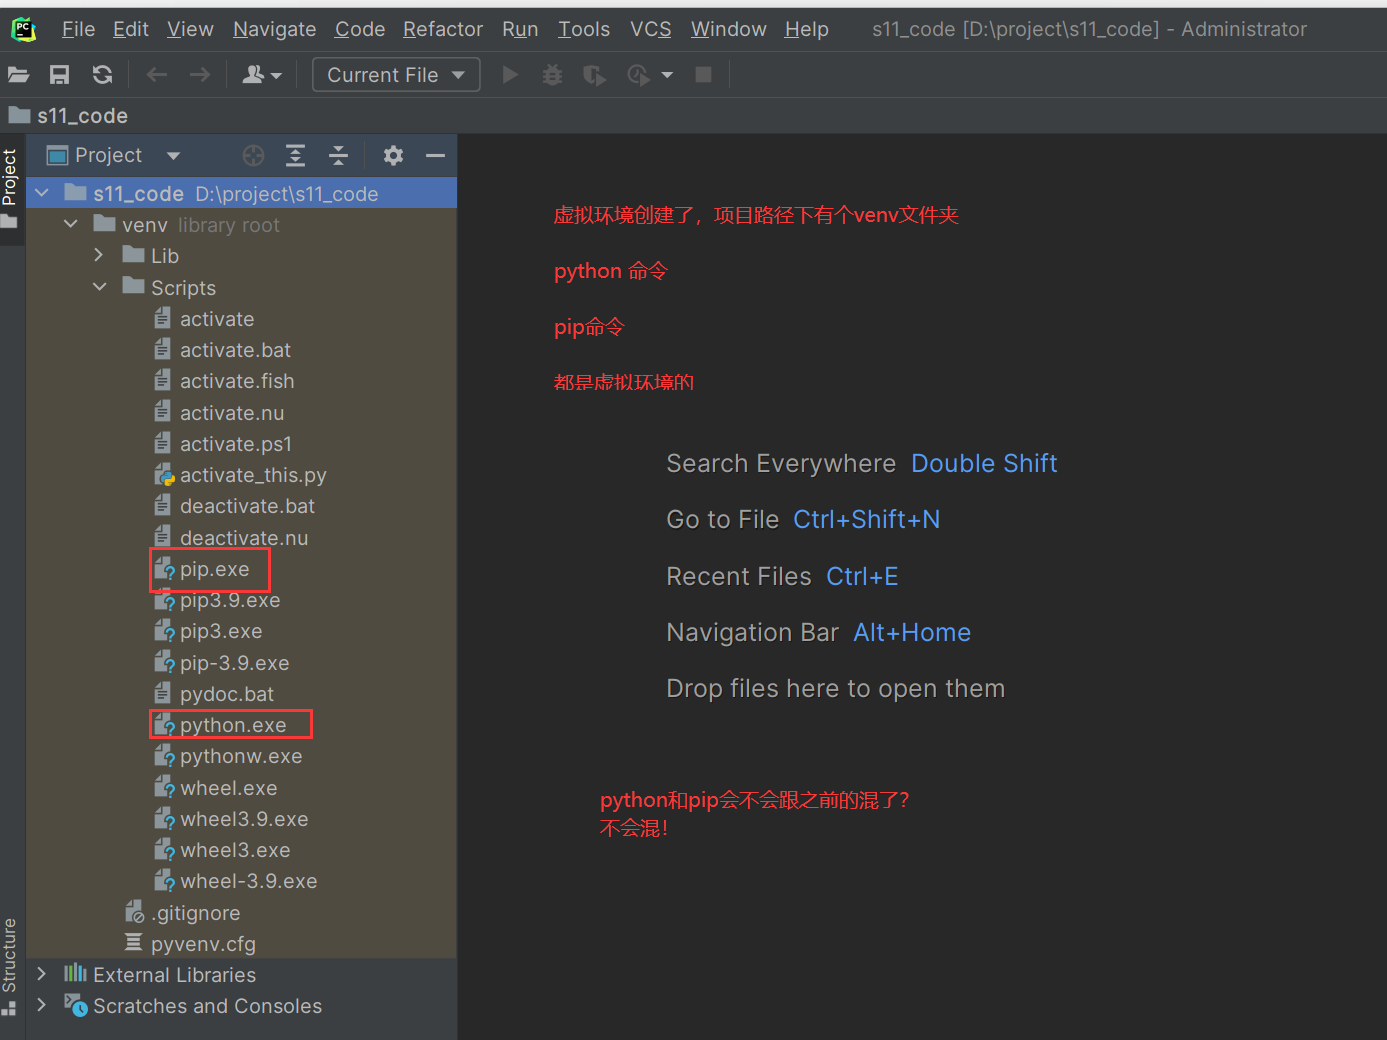 PC
File Edit View Navigate Code Refactor Run Tools VCS Window Help s11_code [D:\project\s11_code] - Administrator
Current File
s11_code
Project
Project
s11_code D:\project\s11_code
venv library root
Lib
Scripts
activate
activate.bat
activate.fish
activate.nu
activate.ps1
activate_this.py
deactivate.bat
deactivate.nu
pip.exe
pip3.9.exe
pip3.exe
pip-3.9.exe
pydoc.bat
python.exe
pythonw.exe
wheel.exe
wheel3.9.exe
wheel3.exe
wheel-3.9.exe
.gitignore
pyvenv.cfg
External Libraries
Scratches and Consoles
Structure
虚拟环境创建了，项目路径下有个venv文件夹
python 命令
pip命令
都是虚拟环境的
Search Everywhere Double Shift
Go to File Ctrl+Shift+N
Recent Files Ctrl+E
Navigation Bar Alt+Home
Drop files here to open them
python和pip会不会跟之前的混了？
不会混！